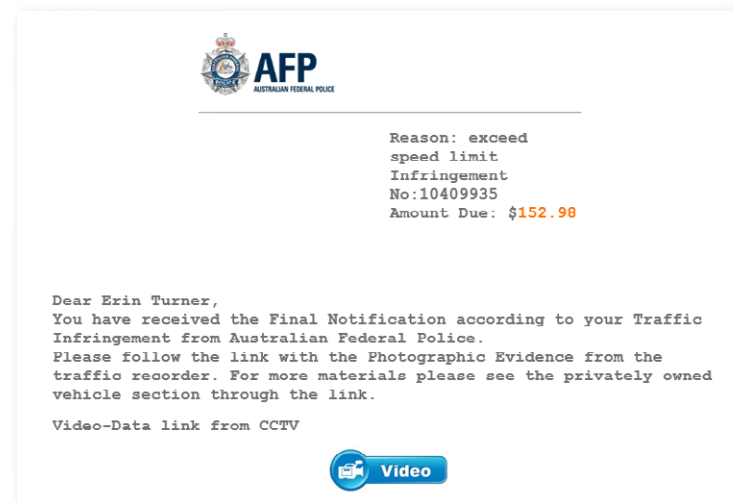 AFP
AUSTRALIAN FEDERAL POLICE
Reason: exceed
speed limit
Infringement
No:10409935
Amount Due: $152.98
Dear Erin Turner,
You have received the Final Notification according to your Traffic
Infringement from Australian Federal Police.
Please follow the link with the Photographic Evidence from the
traffic recorder. For more materials please see the privately owned
vehicle section through the link.
Video-Data link from CCTV
Video